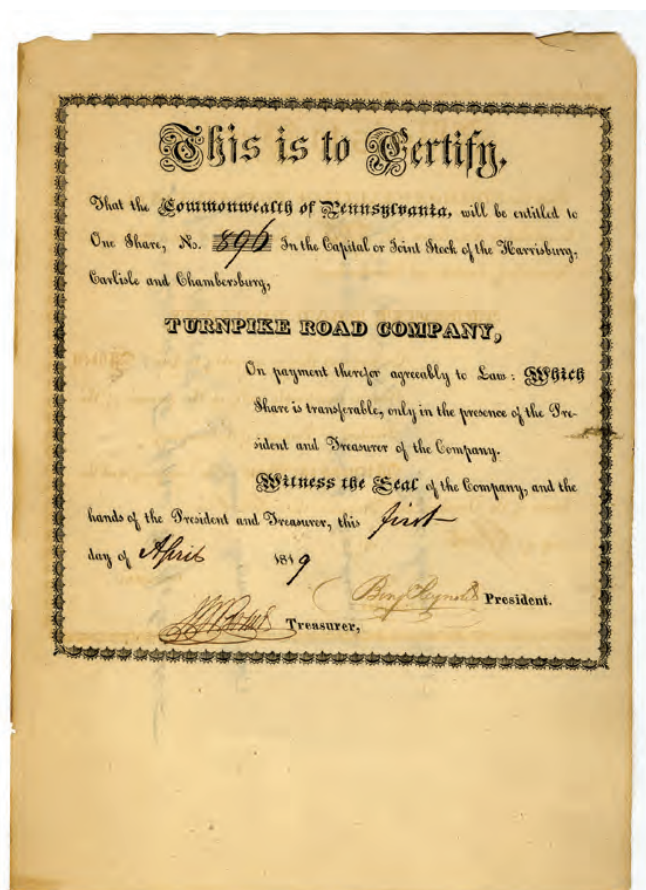 This is to Certify,
That the Commonwealth of Pennsylvania, will be entitled to
One Share, No. 896 In the Capital or Joint Stock of the Harrisburg,
Carlisle and Chambersburg,
TURNPIKE ROAD COMPANY,
On payment therefor agreeably to Law: Which
Share is transferable, only in the presence of the Pre-
sident and Treasurer of the Company.
Witness the Seal of the Company, and the
hands of the President and Treasurer, this first
day of April 1819
Benj Reynolds President.
Treasurer,